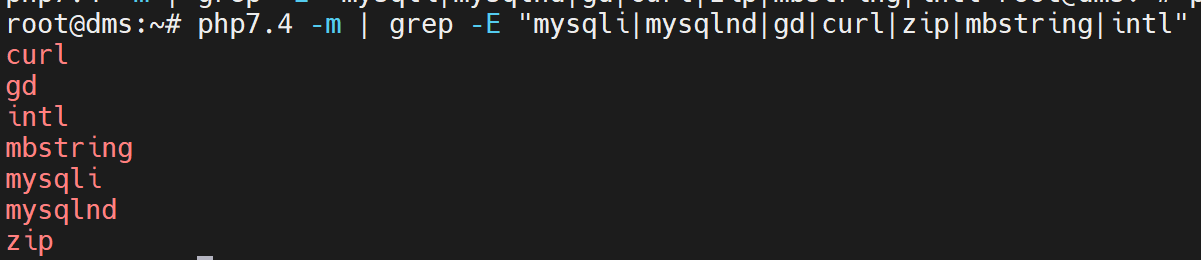 root@dms:~# php7.4 -m | grep -E "mysqli|mysqlnd|gd|curl|zip|mbstring|intl"
curl
gd
intl
mbstring
mysqli
mysqlnd
zip